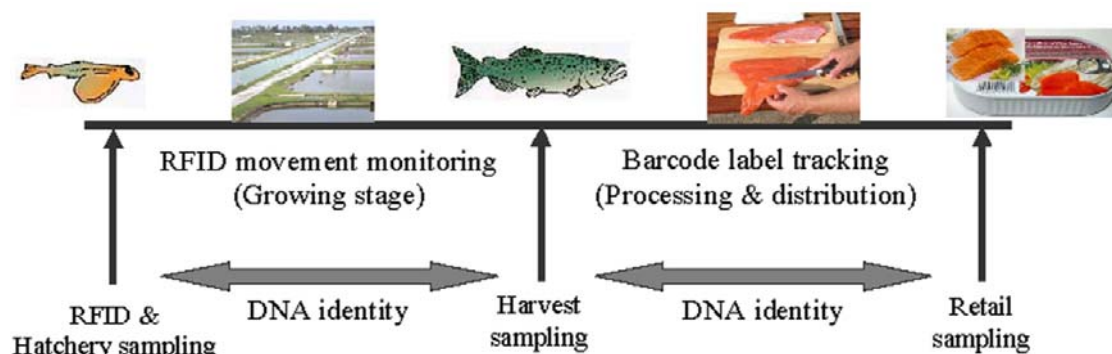 RFID movement monitoring
(Growing stage)
Barcode label tracking
(Processing & distribution)
RFID &
Hatchery sampling
DNA identity
Harvest
sampling
DNA identity
Retail
sampling